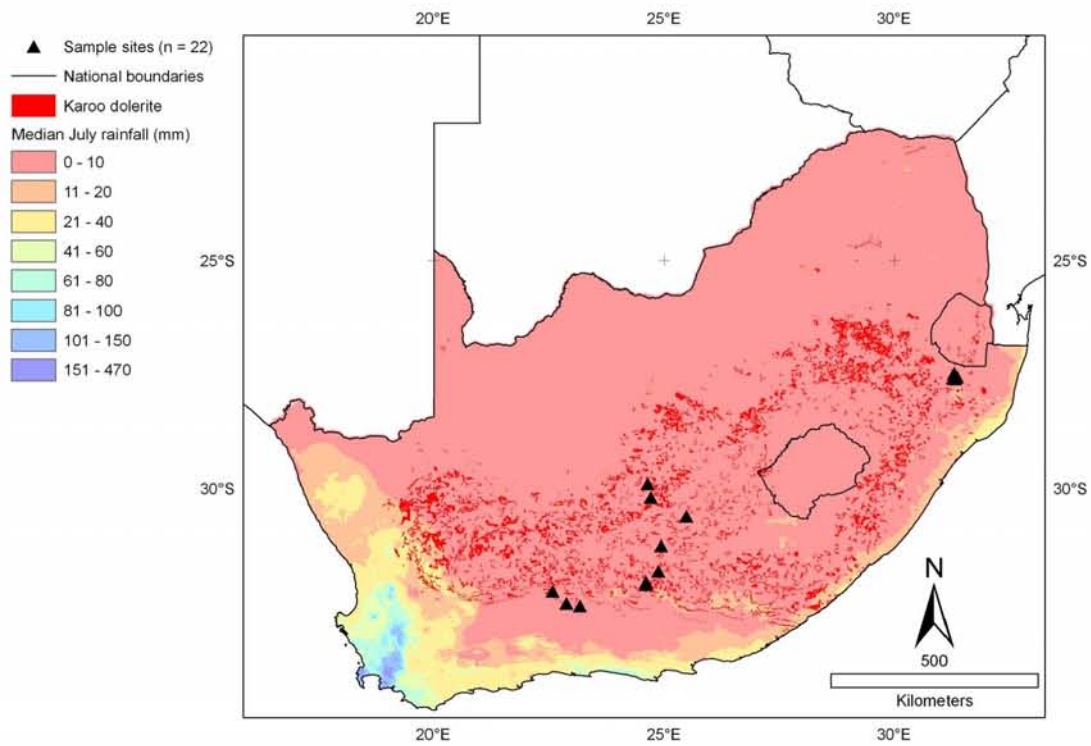 20°E 25°E 30°E
Sample sites (n = 22)
National boundaries
Karoo dolerite
Median July rainfall (mm)
0 - 10
11 - 20
21 - 40
41 - 60
61 - 80
81 - 100
101 - 150
151 - 470
25°S 25°S
30°S 30°S
N
500
Kilometers
20°E 25°E 30°E